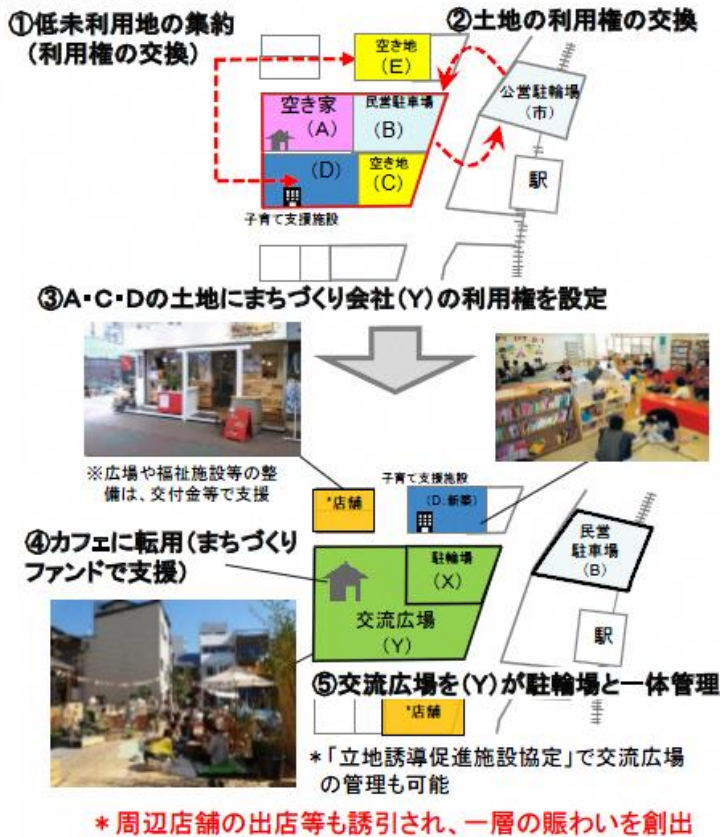 ①低未利用地の集約
(利用権の交換)
②土地の利用権の交換
空き地
(E)
公営駐輪場
(市)
空き家
(A)
民営駐車場
(B)
(D)
空き地
(C)
駅
子育て支援施設
③A・C・Dの土地にまちづくり会社(Y)の利用権を設定
※広場や福祉施設等の整
備は、交付金等で支援
子育て支援施設
*店舗
(D:新築)
④カフェに転用(まちづくり
ファンドで支援)
駐輪場
(X)
民営
駐車場
(B)
交流広場
(Y)
駅
⑤交流広場を(Y)が駐輪場と一体管理
*店舗
*「立地誘導促進施設協定」で交流広場
の管理も可能
*周辺店舗の出店等も誘引され、一層の賑わいを創出